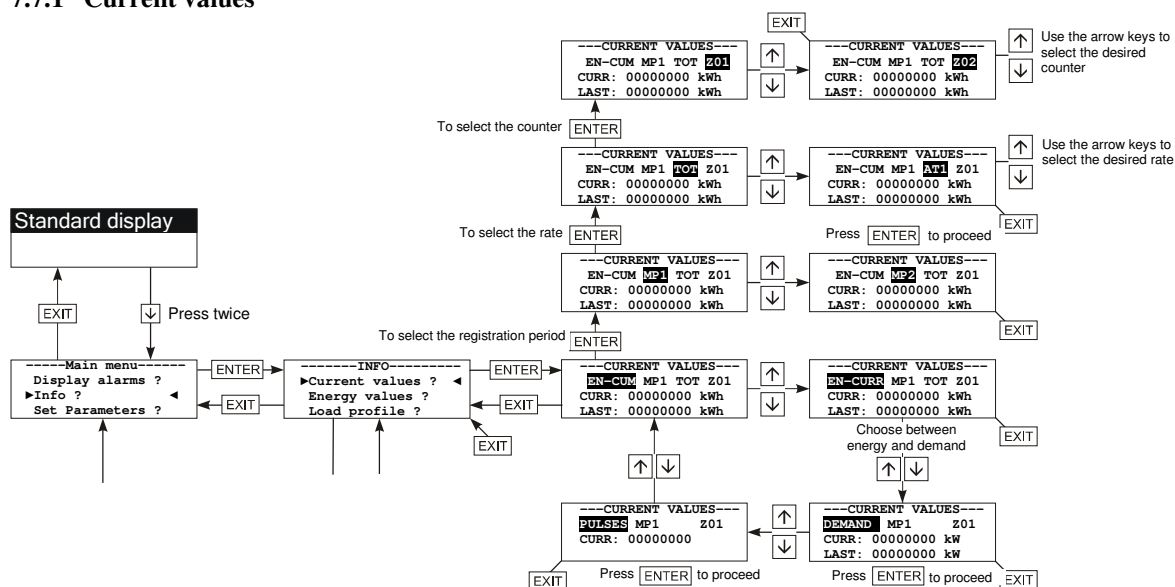 7.7.1 Current values
EXIT
---CURRENT VALUES---
EN-CUM MP1 TOT Z01
CURR: 00000000 kWh
LAST: 00000000 kWh
↑
↓
---CURRENT VALUES---
EN-CUM MP1 TOT Z02
CURR: 00000000 kWh
LAST: 00000000 kWh
↑
↓
Use the arrow keys to
select the desired
counter
To select the counter ENTER
---CURRENT VALUES---
EN-CUM MP1 TOT Z01
CURR: 00000000 kWh
LAST: 00000000 kWh
↑
↓
---CURRENT VALUES---
EN-CUM MP1 AT1 Z01
CURR: 00000000 kWh
LAST: 00000000 kWh
↑
↓
Use the arrow keys to
select the desired rate
EXIT
To select the rate ENTER
Press ENTER to proceed
---CURRENT VALUES---
EN-CUM MP1 TOT Z01
CURR: 00000000 kWh
LAST: 00000000 kWh
↑
↓
---CURRENT VALUES---
EN-CUM MP2 TOT Z01
CURR: 00000000 kWh
LAST: 00000000 kWh
EXIT
Standard display
EXIT
↓ Press twice
To select the registration period ENTER
------Main menu------
Display alarms ?
►Info ? ◄
Set Parameters ?
ENTER
EXIT
--------INFO---------
►Current values ? ◄
Energy values ?
Load profile ?
EXIT
ENTER
EXIT
---CURRENT VALUES---
EN-CUM MP1 TOT Z01
CURR: 00000000 kWh
LAST: 00000000 kWh
↑
↓
---CURRENT VALUES---
EN-CURR MP1 TOT Z01
CURR: 00000000 kWh
LAST: 00000000 kWh
EXIT
Choose between
energy and demand
↑ ↓
↑ ↓
---CURRENT VALUES---
PULSES MP1 Z01
CURR: 00000000
↑
↓
---CURRENT VALUES---
DEMAND MP1 Z01
CURR: 00000000 kW
LAST: 00000000 kW
EXIT
Press ENTER to proceed
Press ENTER to proceed
EXIT